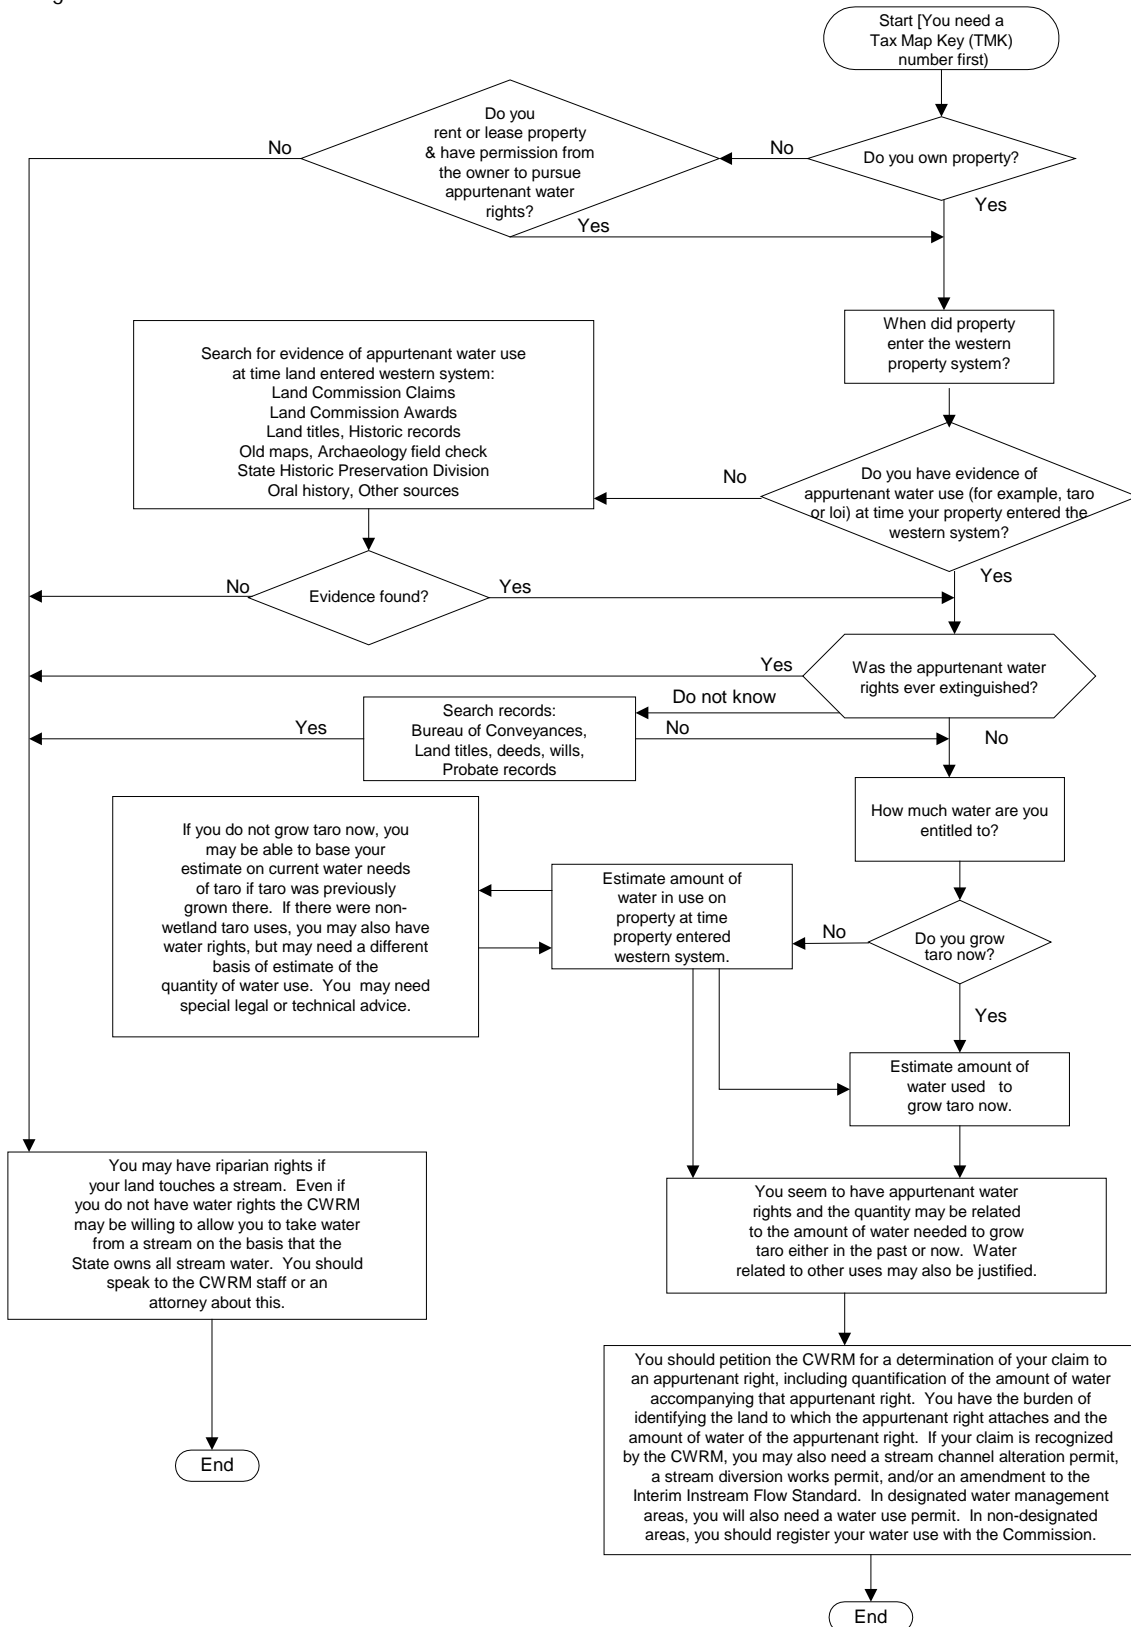 Start [You need a
Tax Map Key (TMK)
number first)
Do you own property?
No
Yes
Do you
rent or lease property
& have permission from
the owner to pursue
appurtenant water
rights?
No
Yes
When did property
enter the western
property system?
Do you have evidence of
appurtenant water use (for example, taro
or loi) at time your property entered the
western system?
No
Yes
Search for evidence of appurtenant water use
at time land entered western system:
Land Commission Claims
Land Commission Awards
Land titles, Historic records
Old maps, Archaeology field check
State Historic Preservation Division
Oral history, Other sources
Evidence found?
No
Yes
Was the appurtenant water
rights ever extinguished?
Yes
Do not know
No
Search records:
Bureau of Conveyances,
Land titles, deeds, wills,
Probate records
Yes
No
How much water are you
entitled to?
Do you grow
taro now?
No
Yes
Estimate amount of
water in use on
property at time
property entered
western system.
If you do not grow taro now, you
may be able to base your
estimate on current water needs
of taro if taro was previously
grown there.  If there were non-
wetland taro uses, you may also have
water rights, but may need a different
basis of estimate of the
quantity of water use.  You  may need
special legal or technical advice.
Estimate amount of
water used   to
grow taro now.
You may have riparian rights if
your land touches a stream.  Even if
you do not have water rights the CWRM
may be willing to allow you to take water
from a stream on the basis that the
State owns all stream water.  You should
speak to the CWRM staff or an
attorney about this.
End
You seem to have appurtenant water
rights and the quantity may be related
to the amount of water needed to grow
taro either in the past or now.  Water
related to other uses may also be justified.
You should petition the CWRM for a determination of your claim to
an appurtenant right, including quantification of the amount of water
accompanying that appurtenant right.  You have the burden of
identifying the land to which the appurtenant right attaches and the
amount of water of the appurtenant right.  If your claim is recognized
by the CWRM, you may also need a stream channel alteration permit,
a stream diversion works permit, and/or an amendment to the
Interim Instream Flow Standard.  In designated water management
areas, you will also need a water use permit.  In non-designated
areas, you should register your water use with the Commission.
End